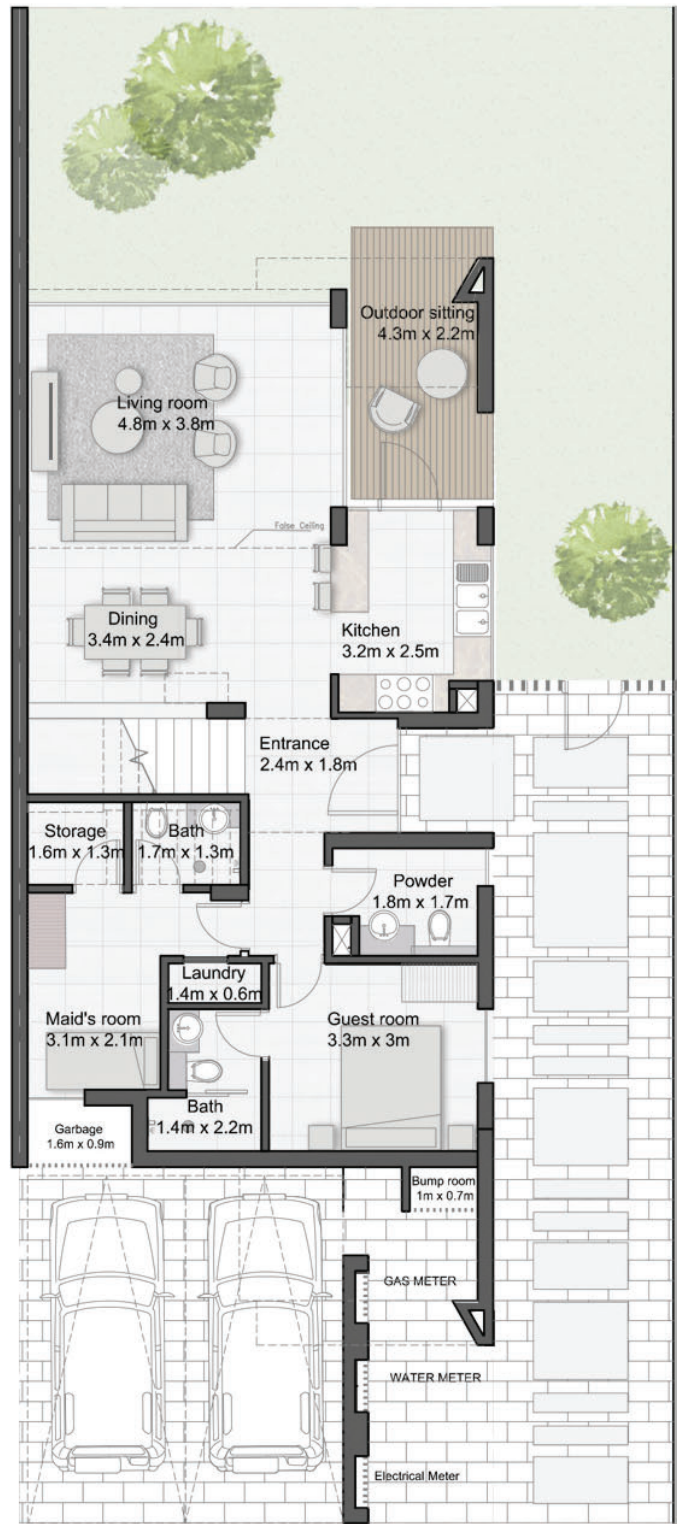 Outdoor sitting
4.3m x 2.2m
Living room
4.8m x 3.8m
False Ceiling
Dining
3.4m x 2.4m
Kitchen
3.2m x 2.5m
Entrance
2.4m x 1.8m
Storage
1.6m x 1.3m
Bath
1.7m x 1.3m
Powder
1.8m x 1.7m
Laundry
1.4m x 0.6m
Maid's room
3.1m x 2.1m
Guest room
3.3m x 3m
Bath
1.4m x 2.2m
Garbage
1.6m x 0.9m
Bump room
1m x 0.7m
GAS METER
WATER METER
Electrical Meter